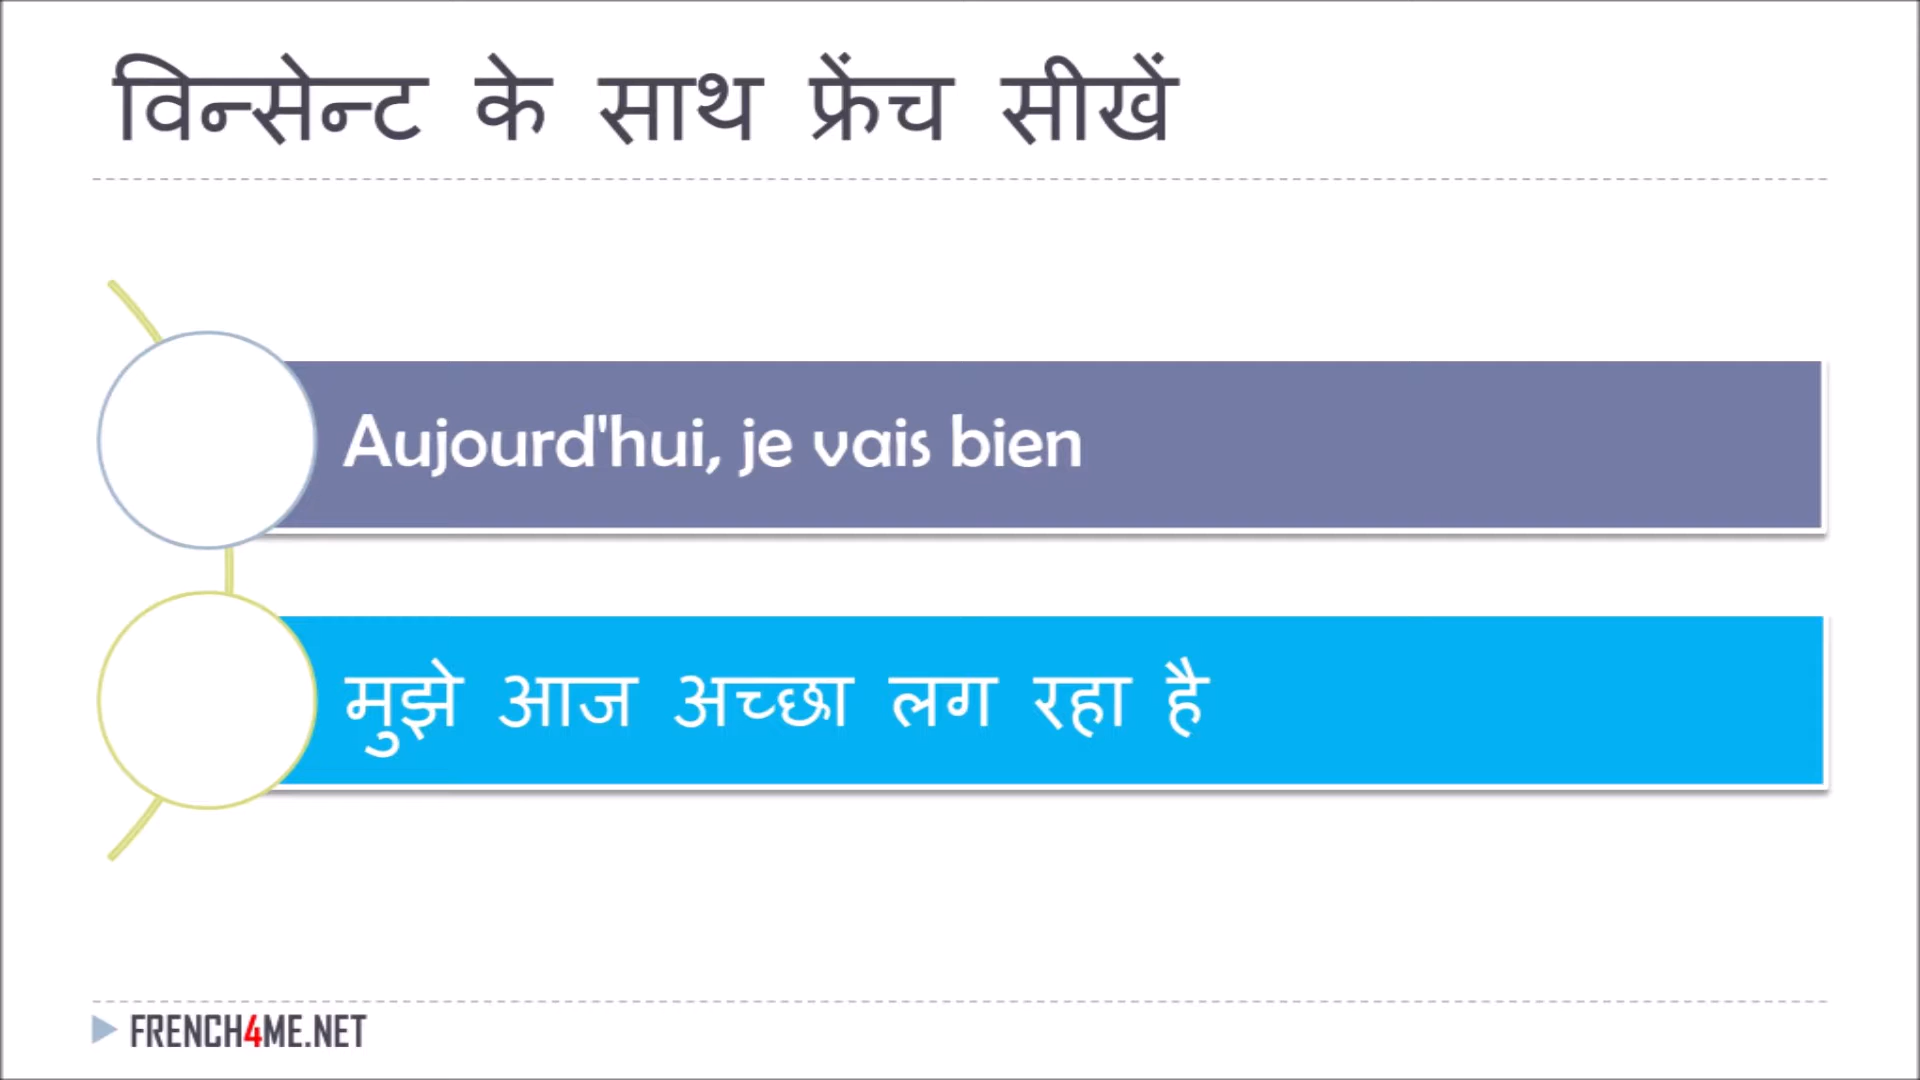 विन्सेन्ट के साथ फ्रेंच सीखें
Aujourd'hui, je vais bien
मुझे आज अच्छा लग रहा है
FRENCH4ME.NET